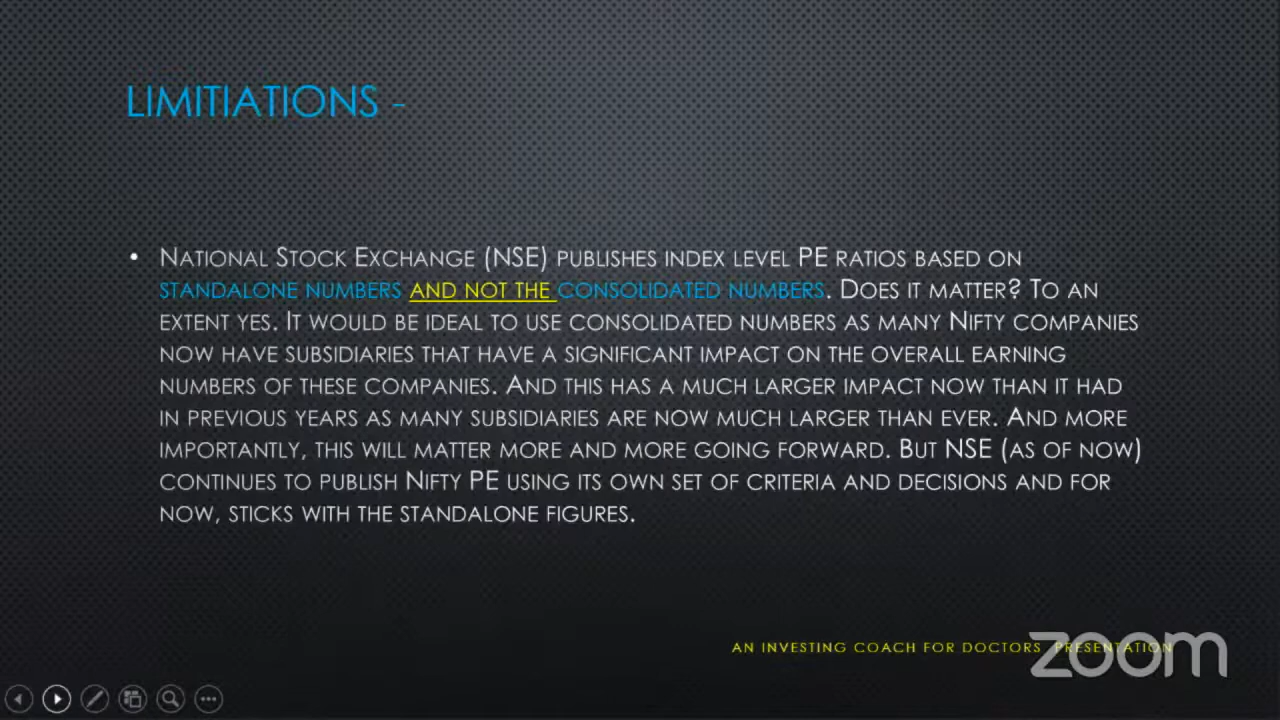 LIMITIATIONS -
• NATIONAL STOCK EXCHANGE (NSE) PUBLISHES INDEX LEVEL PE RATIOS BASED ON
STANDALONE NUMBERS AND NOT THE CONSOLIDATED NUMBERS. DOES IT MATTER? TO AN
EXTENT YES. IT WOULD BE IDEAL TO USE CONSOLIDATED NUMBERS AS MANY NIFTY COMPANIES
NOW HAVE SUBSIDIARIES THAT HAVE A SIGNIFICANT IMPACT ON THE OVERALL EARNING
NUMBERS OF THESE COMPANIES. AND THIS HAS A MUCH LARGER IMPACT NOW THAN IT HAD
IN PREVIOUS YEARS AS MANY SUBSIDIARIES ARE NOW MUCH LARGER THAN EVER. AND MORE
IMPORTANTLY, THIS WILL MATTER MORE AND MORE GOING FORWARD. BUT NSE (AS OF NOW)
CONTINUES TO PUBLISH NIFTY PE USING ITS OWN SET OF CRITERIA AND DECISIONS AND FOR
NOW, STICKS WITH THE STANDALONE FIGURES.
AN INVESTING COACH FOR DOCTORS PRESENTATION
zoom